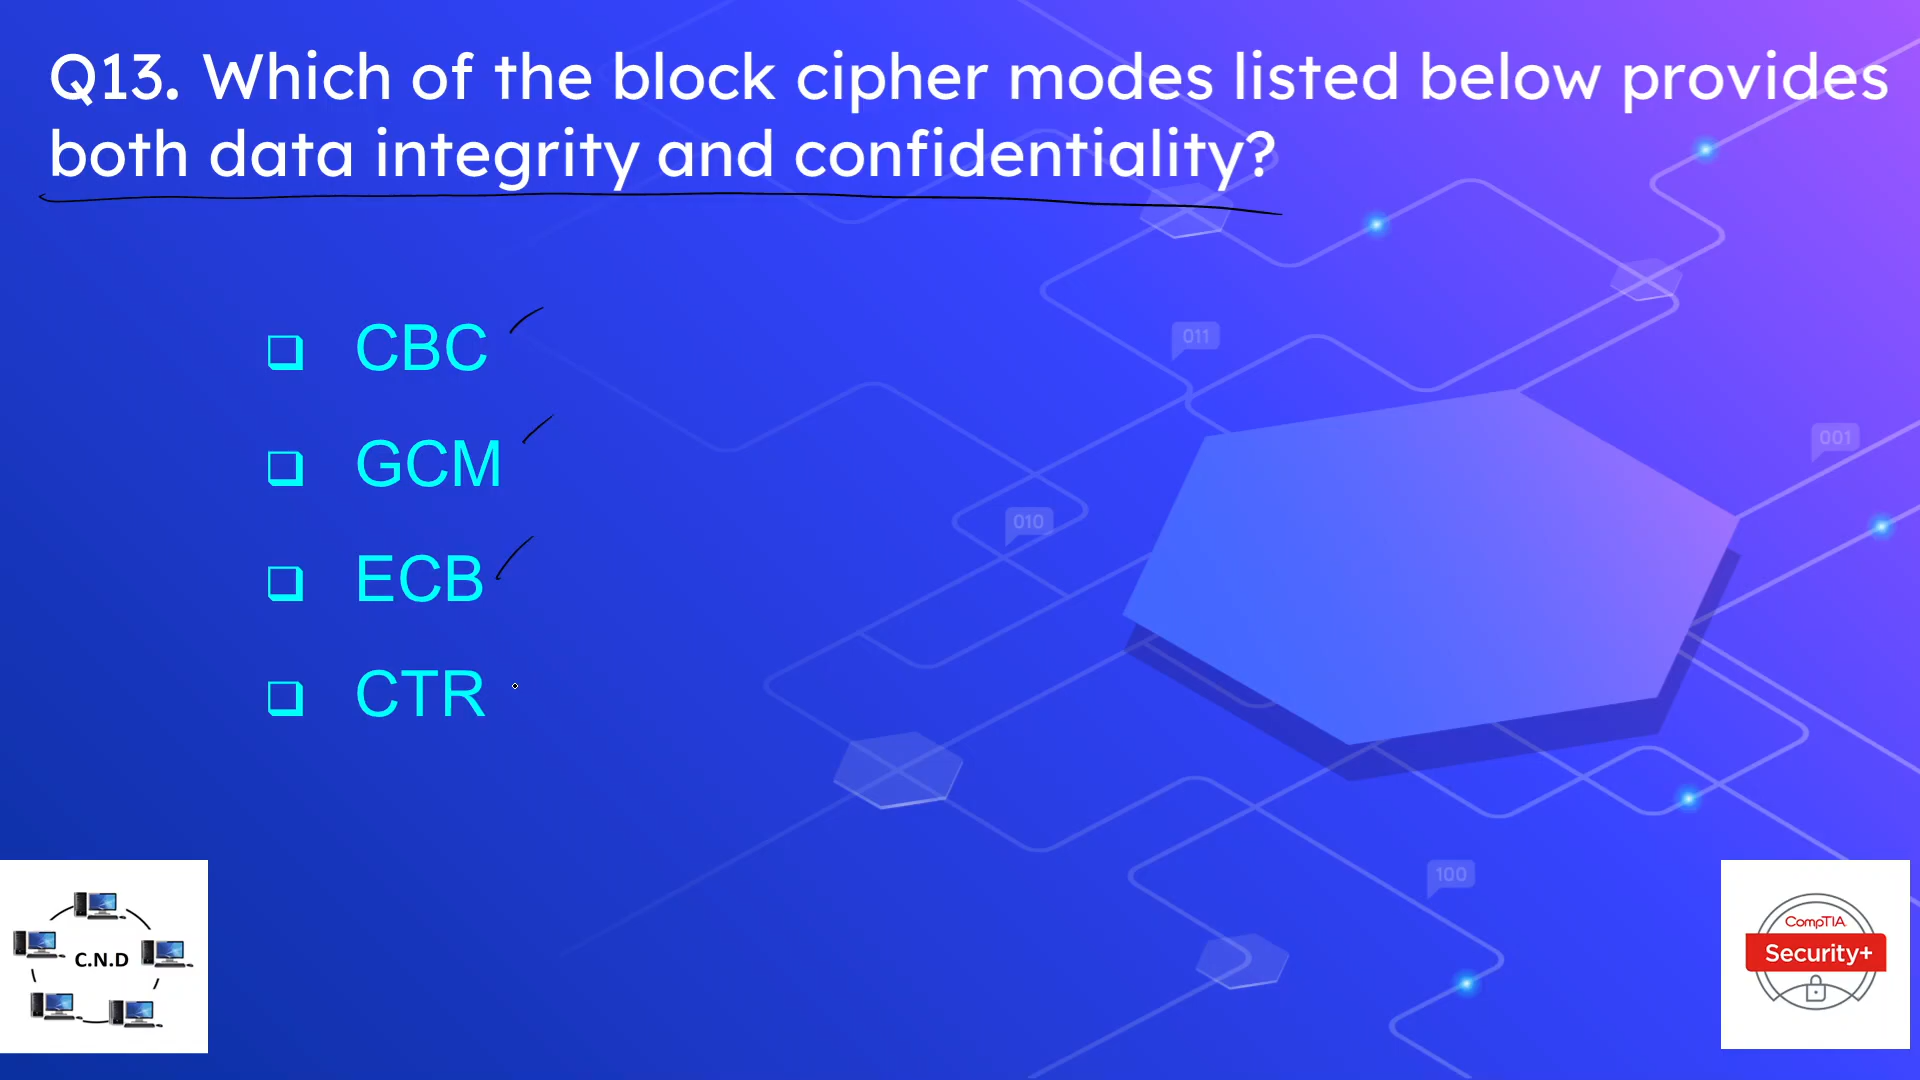 Q13. Which of the block cipher modes listed below provides
both data integrity and confidentiality?
CBC
011
GCM
001
010
ECB
CTR
100
C.N.D
CompTIA
Security+